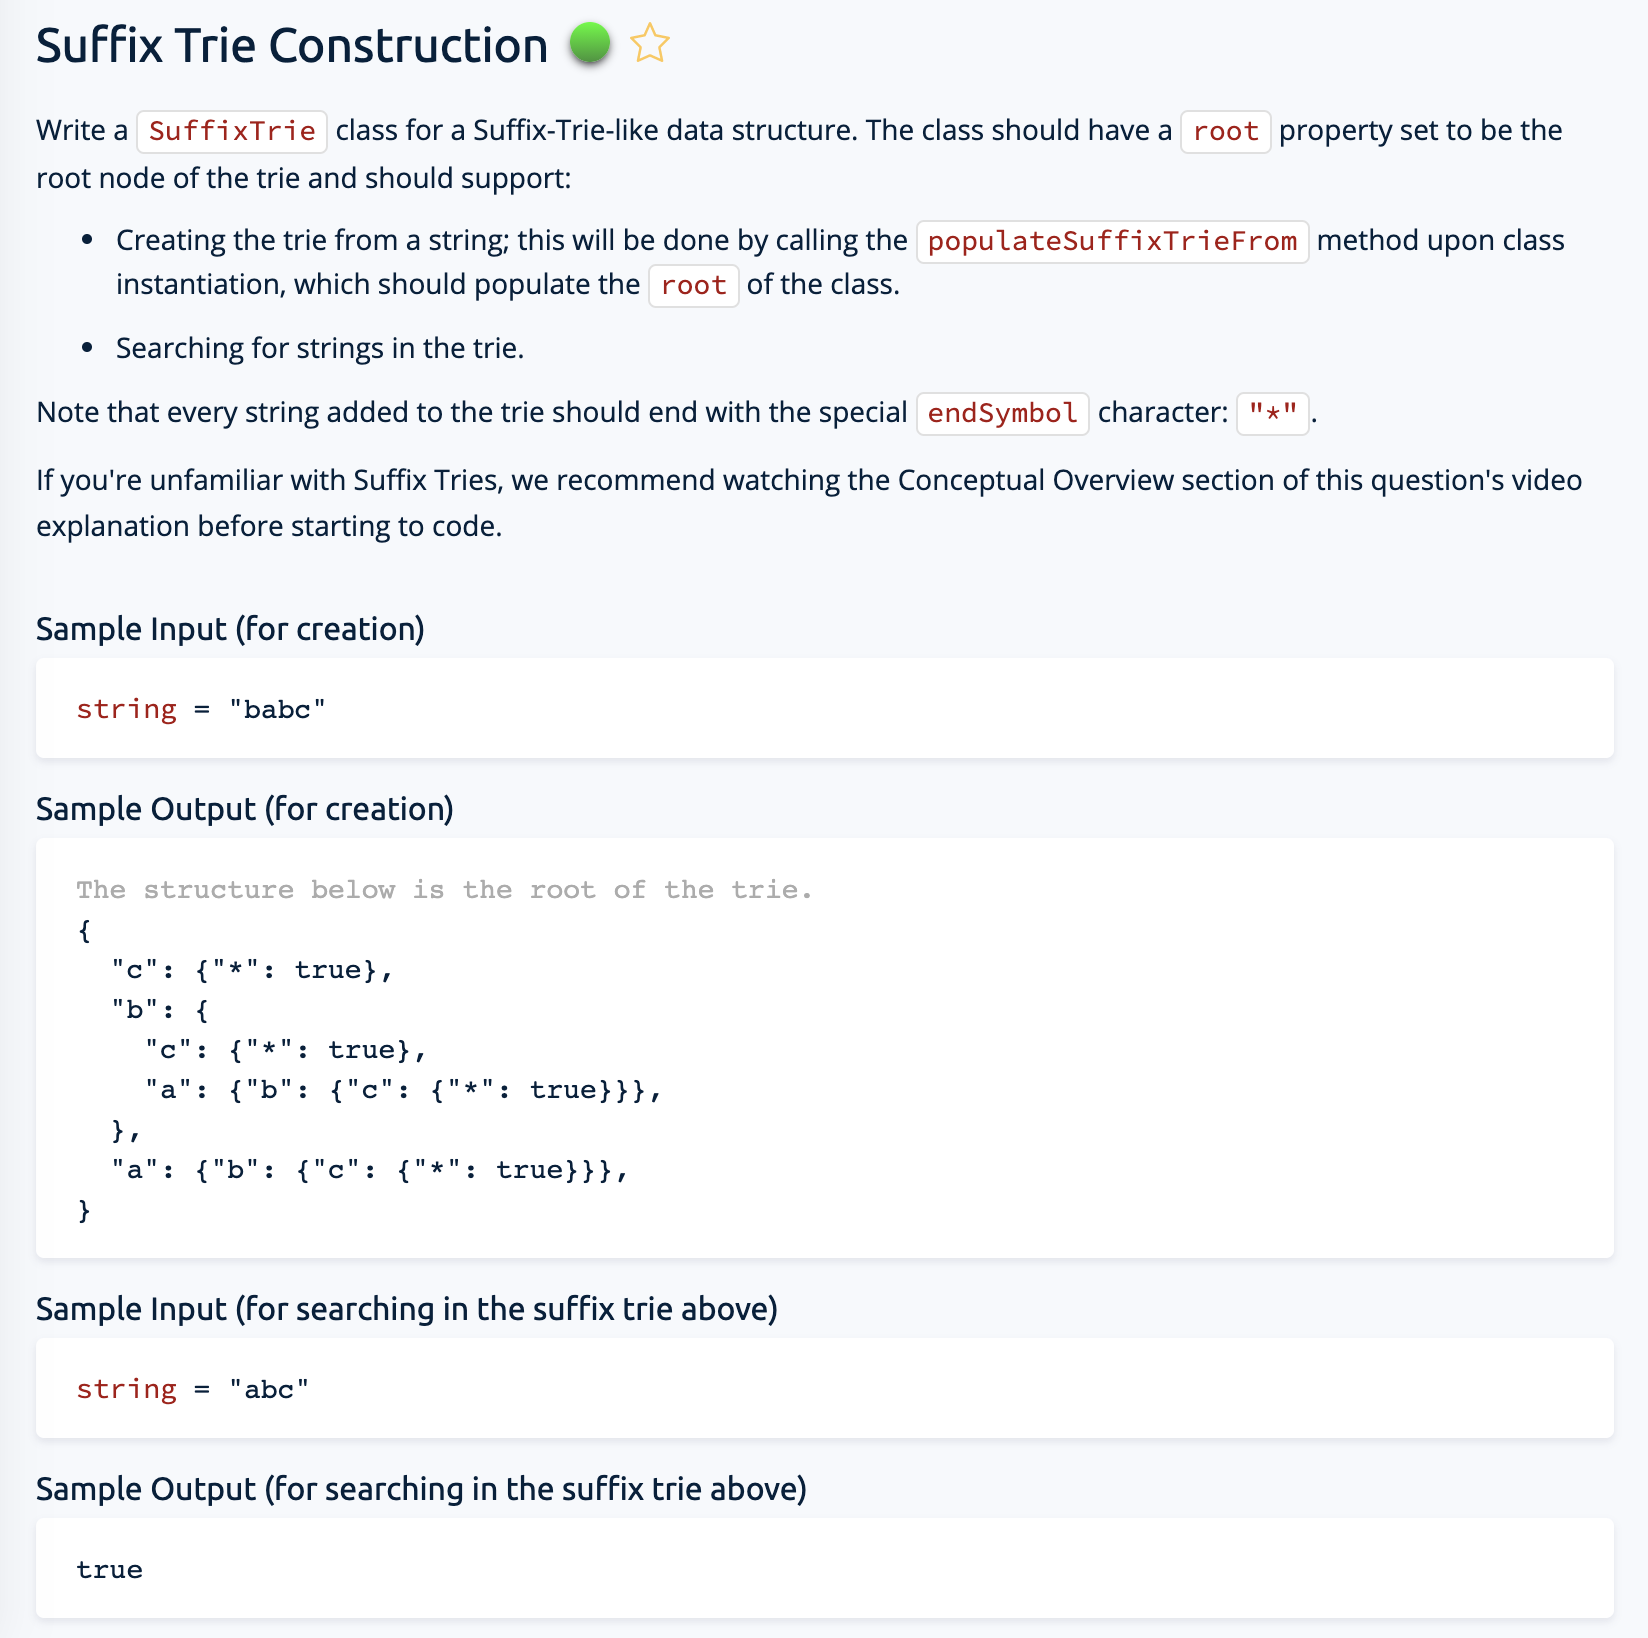 Suffix Trie Construction
Write a SuffixTrie class for a Suffix-Trie-like data structure. The class should have a root property set to be the
root node of the trie and should support:
• Creating the trie from a string; this will be done by calling the populateSuffixTrieFrom method upon class
instantiation, which should populate the root of the class.
• Searching for strings in the trie.
Note that every string added to the trie should end with the special endSymbol character: "*".
If you're unfamiliar with Suffix Tries, we recommend watching the Conceptual Overview section of this question's video
explanation before starting to code.
Sample Input (for creation)
string = "babc"
Sample Output (for creation)
The structure below is the root of the trie.
{
  "c": {"*": true},
  "b": {
    "c": {"*": true},
    "a": {"b": {"c": {"*": true}}},
  },
  "a": {"b": {"c": {"*": true}}},
}
Sample Input (for searching in the suffix trie above)
string = "abc"
Sample Output (for searching in the suffix trie above)
true